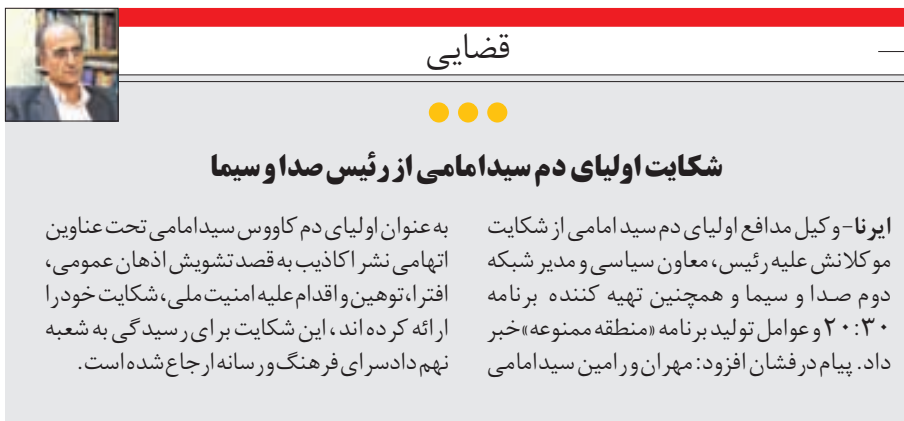 قضایی
شکایت اولیای دم سیدامامی از رئیس صدا و سیما
ایرنا- وکیل مدافع اولیای دم سید امامی از شکایت
موکلانش علیه رئیس، معاون سیاسی و مدیر شبکه
دوم صدا و سیما و همچنین تهیه کننده برنامه
۲۰:۳۰ و عوامل تولید برنامه «منطقه ممنوعه» خبر
داد. پیام درفشان افزود: مهران و رامین سیدامامی
به عنوان اولیای دم کاووس سیدامامی تحت عناوین
اتهامی نشر اکاذیب به قصد تشویش اذهان عمومی،
افترا، توهین و اقدام علیه امنیت ملی، شکایت خود را
ارائه کرده اند، این شکایت برای رسیدگی به شعبه
نهم دادسرای فرهنگ و رسانه ارجاع شده است.